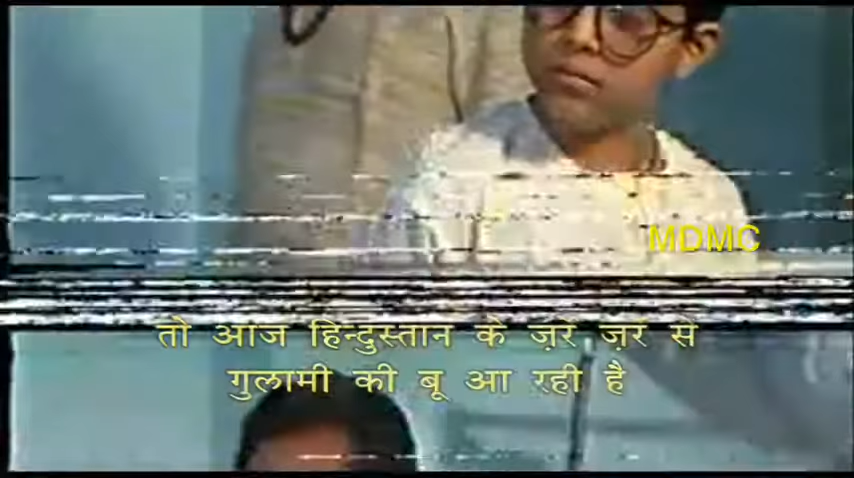 MDMC
तो आज हिन्दुस्तान के ज़रें ज़रें से
गुलामी की बू आ रही है